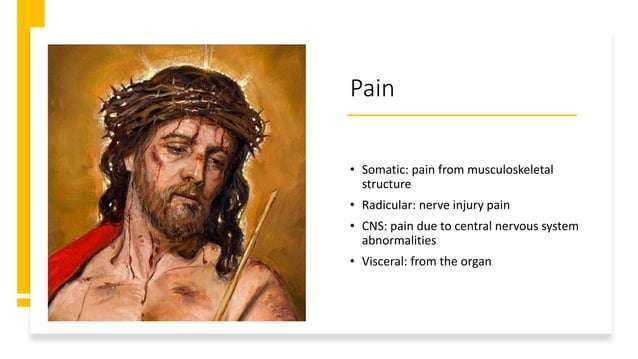 Pain
• Somatic: pain from musculoskeletal
structure
• Radicular: nerve injury pain
• CNS: pain due to central nervous system
abnormalities
• Visceral: from the organ